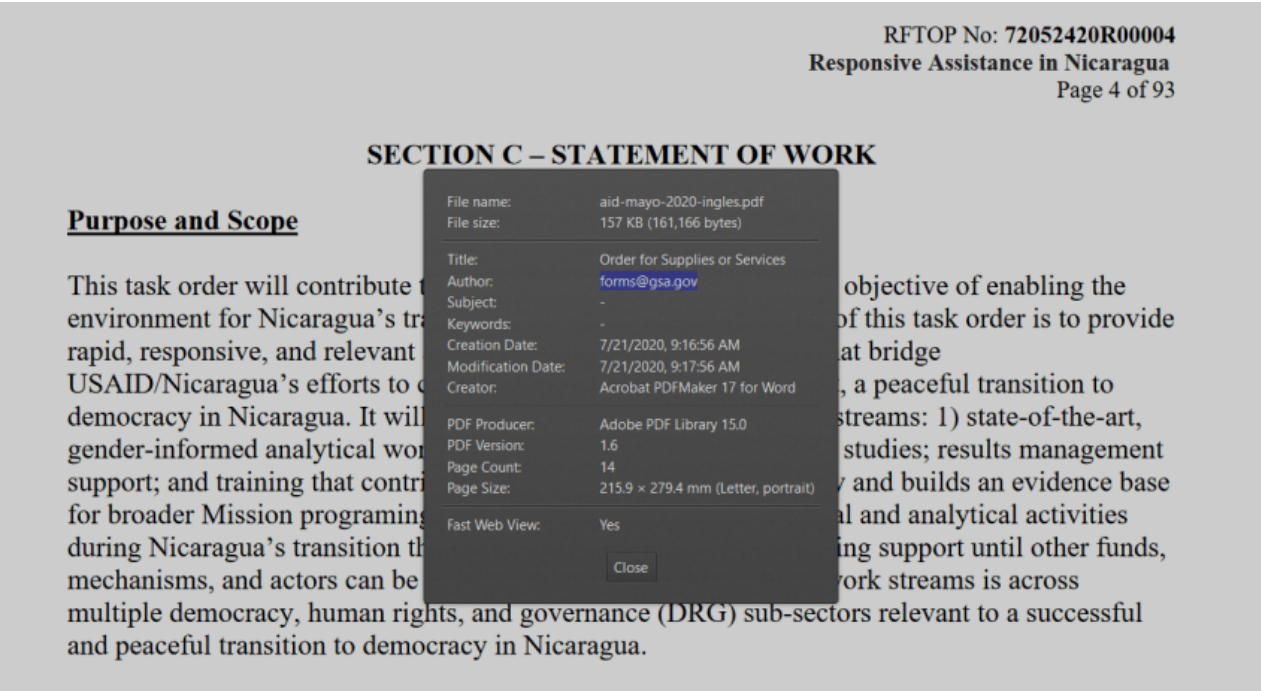 RFTOP No: 72052420R00004
Responsive Assistance in Nicaragua
Page 4 of 93
SECTION C – STATEMENT OF WORK
Purpose and Scope
This task order will contribute objective of enabling the
environment for Nicaragua’s of this task order is to provide
rapid, responsive, and relevant bridge
USAID/Nicaragua’s efforts to , a peaceful transition to
democracy in Nicaragua. It will streams: 1) state-of-the-art,
gender-informed analytical studies; results management
support; and training that and builds an evidence base
for broader Mission programing and analytical activities
during Nicaragua’s transition support until other funds,
mechanisms, and actors can be streams is across
multiple democracy, human rights, and governance (DRG) sub-sectors relevant to a successful
and peaceful transition to democracy in Nicaragua.
File name: aid-mayo-2020-ingles.pdf
File size: 157 KB (161,166 bytes)
Title: Order for Supplies or Services
Author: forms@gsa.gov
Subject: -
Keywords: -
Creation Date: 7/21/2020, 9:16:56 AM
Modification Date: 7/21/2020, 9:17:56 AM
Creator: Acrobat PDFMaker 17 for Word
PDF Producer: Adobe PDF Library 15.0
PDF Version: 1.6
Page Count: 14
Page Size: 215.9 × 279.4 mm (Letter, portrait)
Fast Web View: Yes
Close